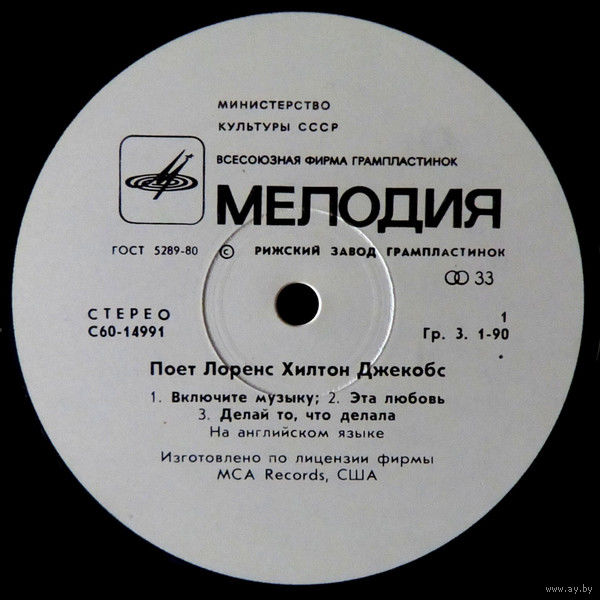 МИНИСТЕРСТВО
КУЛЬТУРЫ СССР
ВСЕСОЮЗНАЯ ФИРМА ГРАМПЛАСТИНОК
МЕЛОДИЯ
ГОСТ 5289-80 © РИЖСКИЙ ЗАВОД ГРАМПЛАСТИНОК
33
СТЕРЕО 1
С60-14991 Гр. 3. 1-90
Поет Лоренс Хилтон Джекобс
1. Включите музыку; 2. Эта любовь
3. Делай то, что делала
На английском языке
Изготовлено по лицензии фирмы
MCA Records, США
www.ay.by